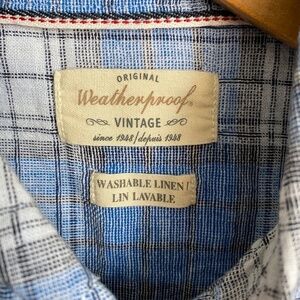 ORIGINAL
Weatherproof
VINTAGE
since 1948/depuis 1948
WASHABLE LINEN /
LIN LAVABLE